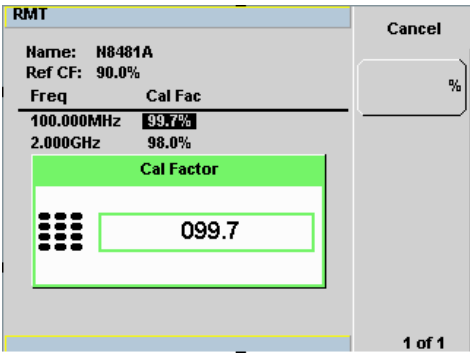 RMT
Cancel
Name: N8481A
Ref CF: 90.0%
%
Freq Cal Fac
100.000MHz 99.7%
2.000GHz 98.0%
Cal Factor
099.7
1 of 1